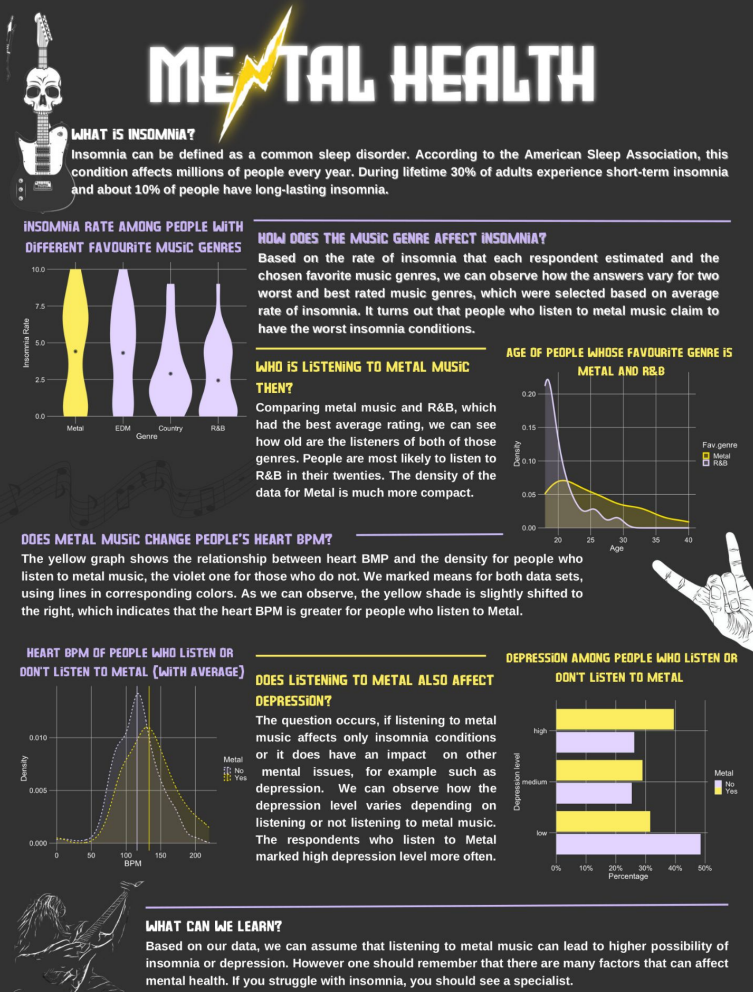 MENTAL HEALTH
WHAT IS INSOMNIA?
Insomnia can be defined as a common sleep disorder. According to the American Sleep Association, this
condition affects millions of people every year. During lifetime 30% of adults experience short-term insomnia
and about 10% of people have long-lasting insomnia.
INSOMNIA RATE AMONG PEOPLE WITH
DIFFERENT FAVOURITE MUSIC GENRES
10.0
7.5
5.0
2.5
0.0
Insomnia Rate
Metal EDM Country R&B
Genre
HOW DOES THE MUSIC GENRE AFFECT INSOMNIA?
Based on the rate of insomnia that each respondent estimated and the
chosen favorite music genres, we can observe how the answers vary for two
worst and best rated music genres, which were selected based on average
rate of insomnia. It turns out that people who listen to metal music claim to
have the worst insomnia conditions.
WHO IS LISTENING TO METAL MUSIC
THEN?
Comparing metal music and R&B, which
had the best average rating, we can see
how old are the listeners of both of those
genres. People are most likely to listen to
R&B in their twenties. The density of the
data for Metal is much more compact.
AGE OF PEOPLE WHOSE FAVOURITE GENRE IS
METAL AND R&B
0.20
0.15
0.10
0.05
0.00
Density
20 25 30 35 40
Age
Fav.genre
Metal
R&B
DOES METAL MUSIC CHANGE PEOPLE'S HEART BPM?
The yellow graph shows the relationship between heart BMP and the density for people who
listen to metal music, the violet one for those who do not. We marked means for both data sets,
using lines in corresponding colors. As we can observe, the yellow shade is slightly shifted to
the right, which indicates that the heart BPM is greater for people who listen to Metal.
HEART BPM OF PEOPLE WHO LISTEN OR
DON'T LISTEN TO METAL (WITH AVERAGE)
0.010
0.005
0.000
Density
0 50 100 150 200
BPM
Metal
No
Yes
DOES LISTENING TO METAL ALSO AFFECT
DEPRESSION?
The question occurs, if listening to metal
music affects only insomnia conditions
or it does have an impact on other
mental issues, for example such as
depression. We can observe how the
depression level varies depending on
listening or not listening to metal music.
The respondents who listen to Metal
marked high depression level more often.
DEPRESSION AMONG PEOPLE WHO LISTEN OR
DON'T LISTEN TO METAL
high
medium
low
Depression level
0% 10% 20% 30% 40% 50%
Percentage
Metal
No
Yes
WHAT CAN WE LEARN?
Based on our data, we can assume that listening to metal music can lead to higher possibility of
insomnia or depression. However one should remember that there are many factors that can affect
mental health. If you struggle with insomnia, you should see a specialist.